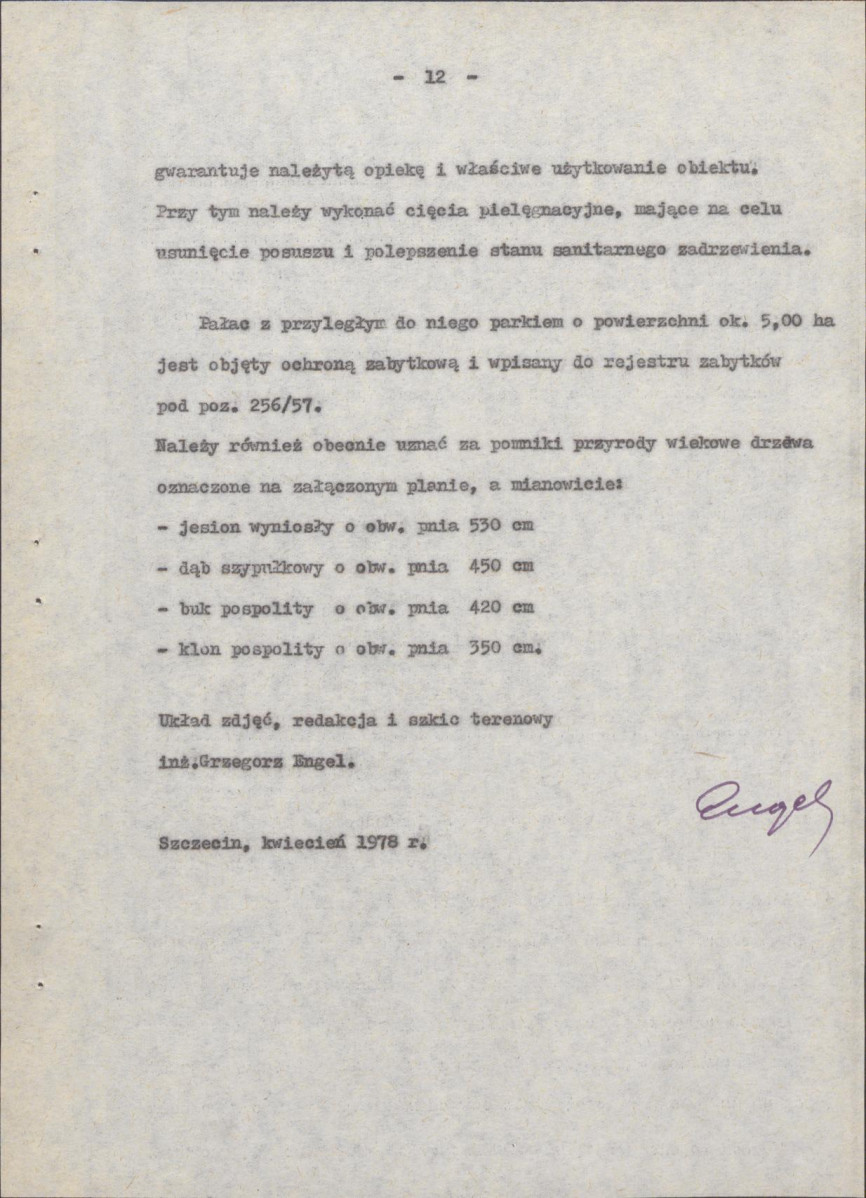 - 12 -
gwarantuje należytą opiekę i właściwe użytkowanie obiektu.
Przy tym należy wykonać cięcia pielęgnacyjne, mające na celu
usunięcie posuszu i polepszenie stanu sanitarnego zadrzewienia.
Pałac z przyległym do niego parkiem o powierzchni ok. 5,00 ha
jest objęty ochroną zabytkową i wpisany do rejestru zabytków
pod poz. 256/57.
Należy również obecnie uznać za pomniki przyrody wiekowe drzewa
oznaczone na załączonym planie, a mianowicie:
- jesion wyniosły o obw. pnia 530 cm
- dąb szypułkowy o obw. pnia 450 cm
- buk pospolity o obw. pnia 420 cm
- klon pospolity o obw. pnia 350 cm.
Układ zdjęć, redakcja i szkic terenowy
inż.Grzegorz Engel.
Engel
Szczecin, kwiecień 1978 r.